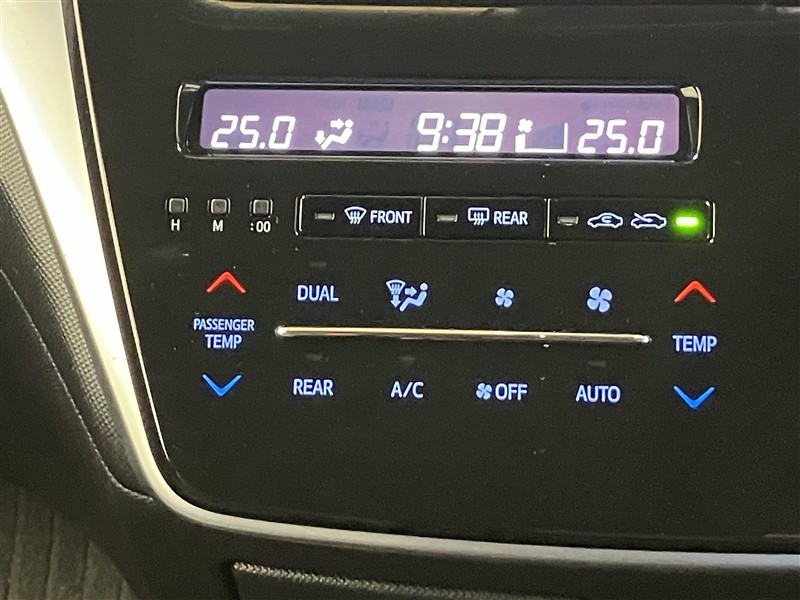 25.0 9:38 25.0
H M :00 FRONT REAR
DUAL
PASSENGER
TEMP
TEMP
REAR A/C OFF AUTO